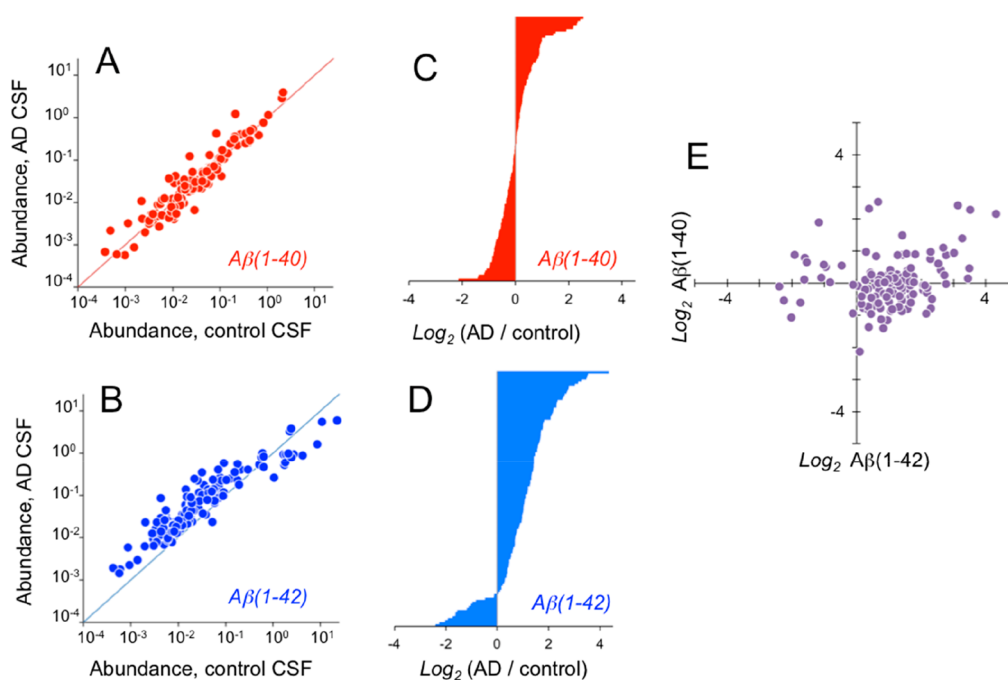 A
Abundance, AD CSF
10¹
10⁰
10⁻¹
10⁻²
10⁻³
10⁻⁴
10⁻⁴ 10⁻³ 10⁻² 10⁻¹ 10⁰ 10¹
Aβ(1-40)
Abundance, control CSF
B
Abundance, AD CSF
10¹
10⁰
10⁻¹
10⁻²
10⁻³
10⁻⁴
10⁻⁴ 10⁻³ 10⁻² 10⁻¹ 10⁰ 10¹
Aβ(1-42)
Abundance, control CSF
C
Aβ(1-40)
-4 -2 0 2 4
Log₂ (AD / control)
D
Aβ(1-42)
-4 -2 0 2 4
Log₂ (AD / control)
E
Log₂ Aβ(1-40)
4
-4 -2 2 4
-4
Log₂ Aβ(1-42)